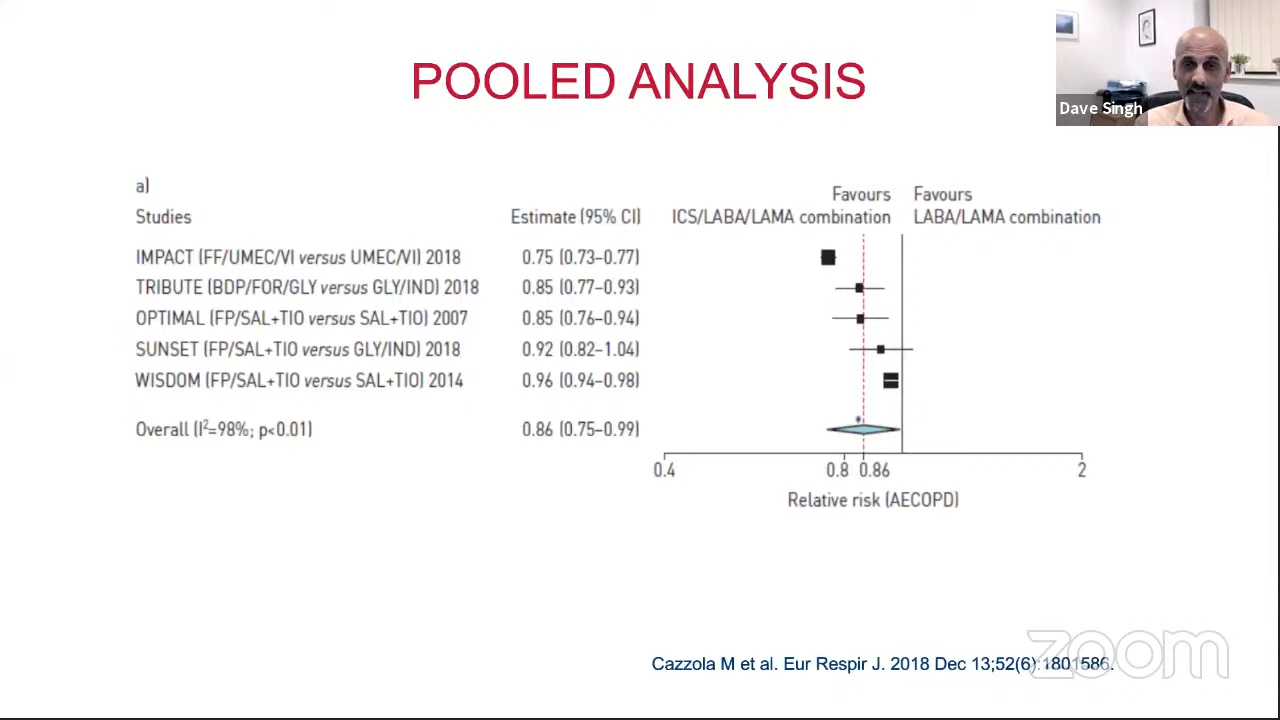 POOLED ANALYSIS
Dave Singh
a)
Favours Favours
Studies Estimate (95% CI) ICS/LABA/LAMA combination LABA/LAMA combination
IMPACT (FF/UMEC/VI versus UMEC/VI) 2018 0.75 (0.73–0.77)
TRIBUTE (BDP/FOR/GLY versus GLY/IND) 2018 0.85 (0.77–0.93)
OPTIMAL (FP/SAL+TIO versus SAL+TIO) 2007 0.85 (0.76–0.94)
SUNSET (FP/SAL+TIO versus GLY/IND) 2018 0.92 (0.82–1.04)
WISDOM (FP/SAL+TIO versus SAL+TIO) 2014 0.96 (0.94–0.98)
*
Overall (I²=98%; p<0.01) 0.86 (0.75–0.99)
0.4 0.8 0.86 2
Relative risk (AECOPD)
Cazzola M et al. Eur Respir J. 2018 Dec 13;52(6):1801586.
zoom